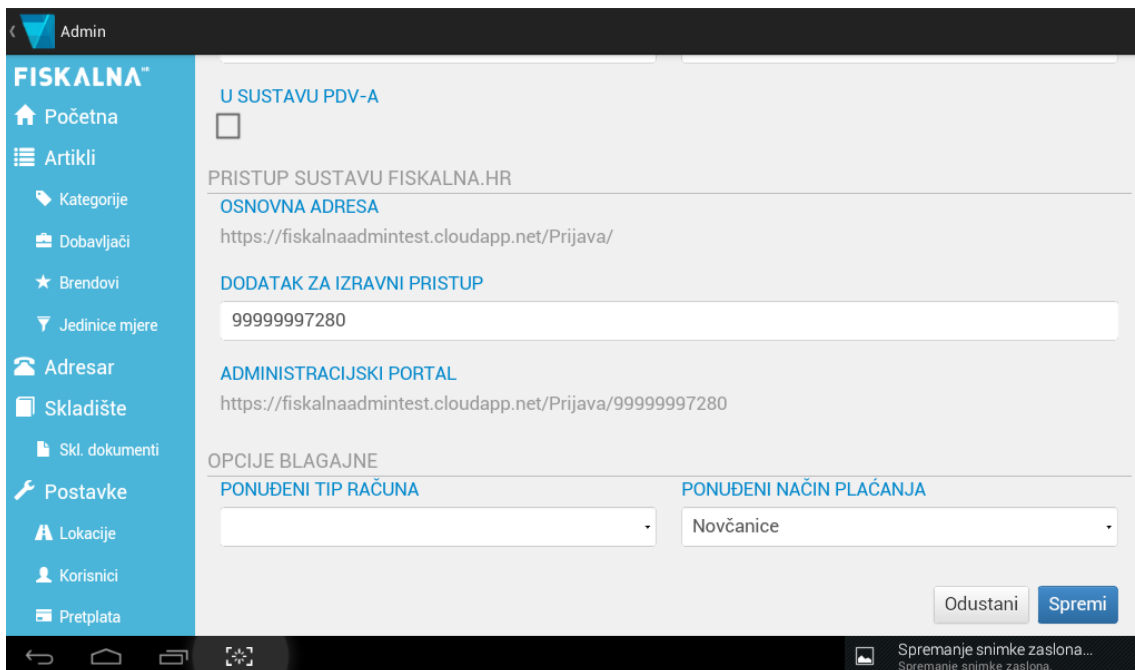 Admin
FISKALNA HR
Početna
Artikli
Kategorije
Dobavljači
Brendovi
Jedinice mjere
Adresar
Skladište
Skl. dokumenti
Postavke
Lokacije
Korisnici
Pretplata
U SUSTAVU PDV-A
PRISTUP SUSTAVU FISKALNA.HR
OSNOVNA ADRESA
https://fiskalnaadmintest.cloudapp.net/Prijava/
DODATAK ZA IZRAVNI PRISTUP
99999997280
ADMINISTRACIJSKI PORTAL
https://fiskalnaadmintest.cloudapp.net/Prijava/99999997280
OPCIJE BLAGAJNE
PONUĐENI TIP RAČUNA
PONUĐENI NAČIN PLAĆANJA
Novčanice
Odustani
Spremi
Spremanje snimke zaslona...
Spremanje snimke zaslona.